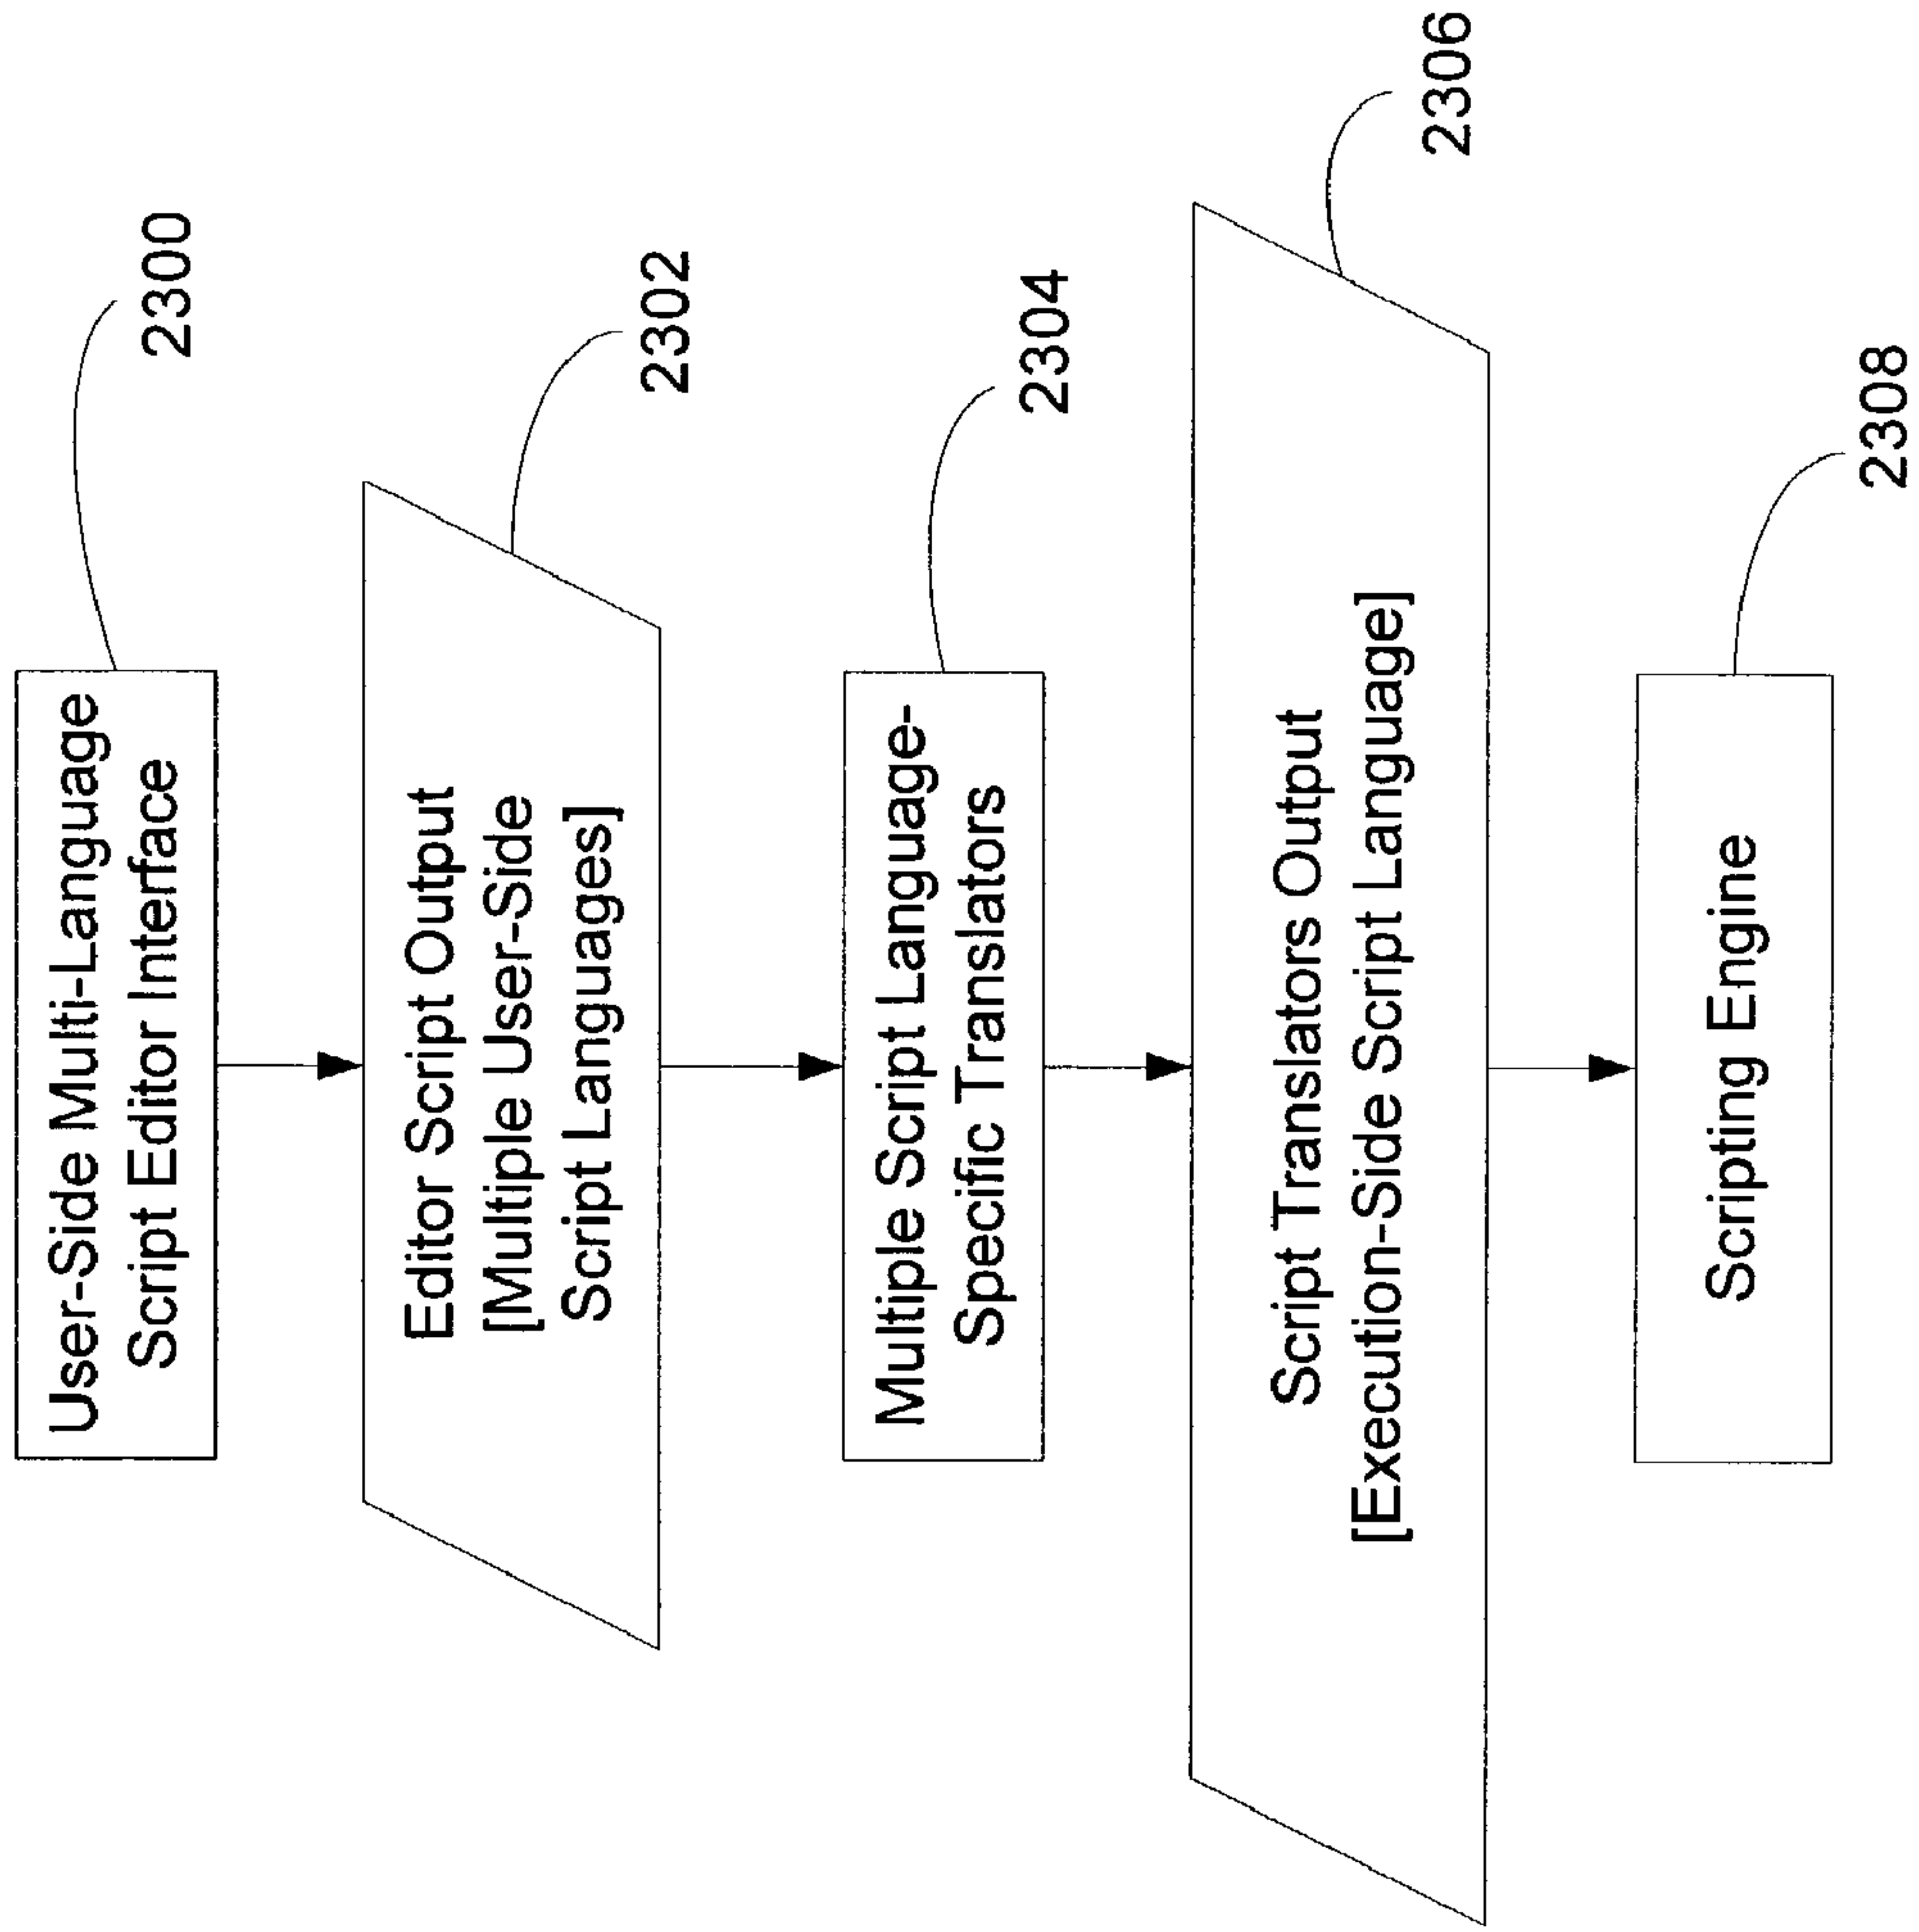 User-Side Multi-Language
Script Editor Interface
2300
Editor Script Output
[Multiple User-Side
Script Languages]
2302
Multiple Script Language-
Specific Translators
2304
Script Translators Output
[Execution-Side Script Language]
2306
Scripting Engine
2308